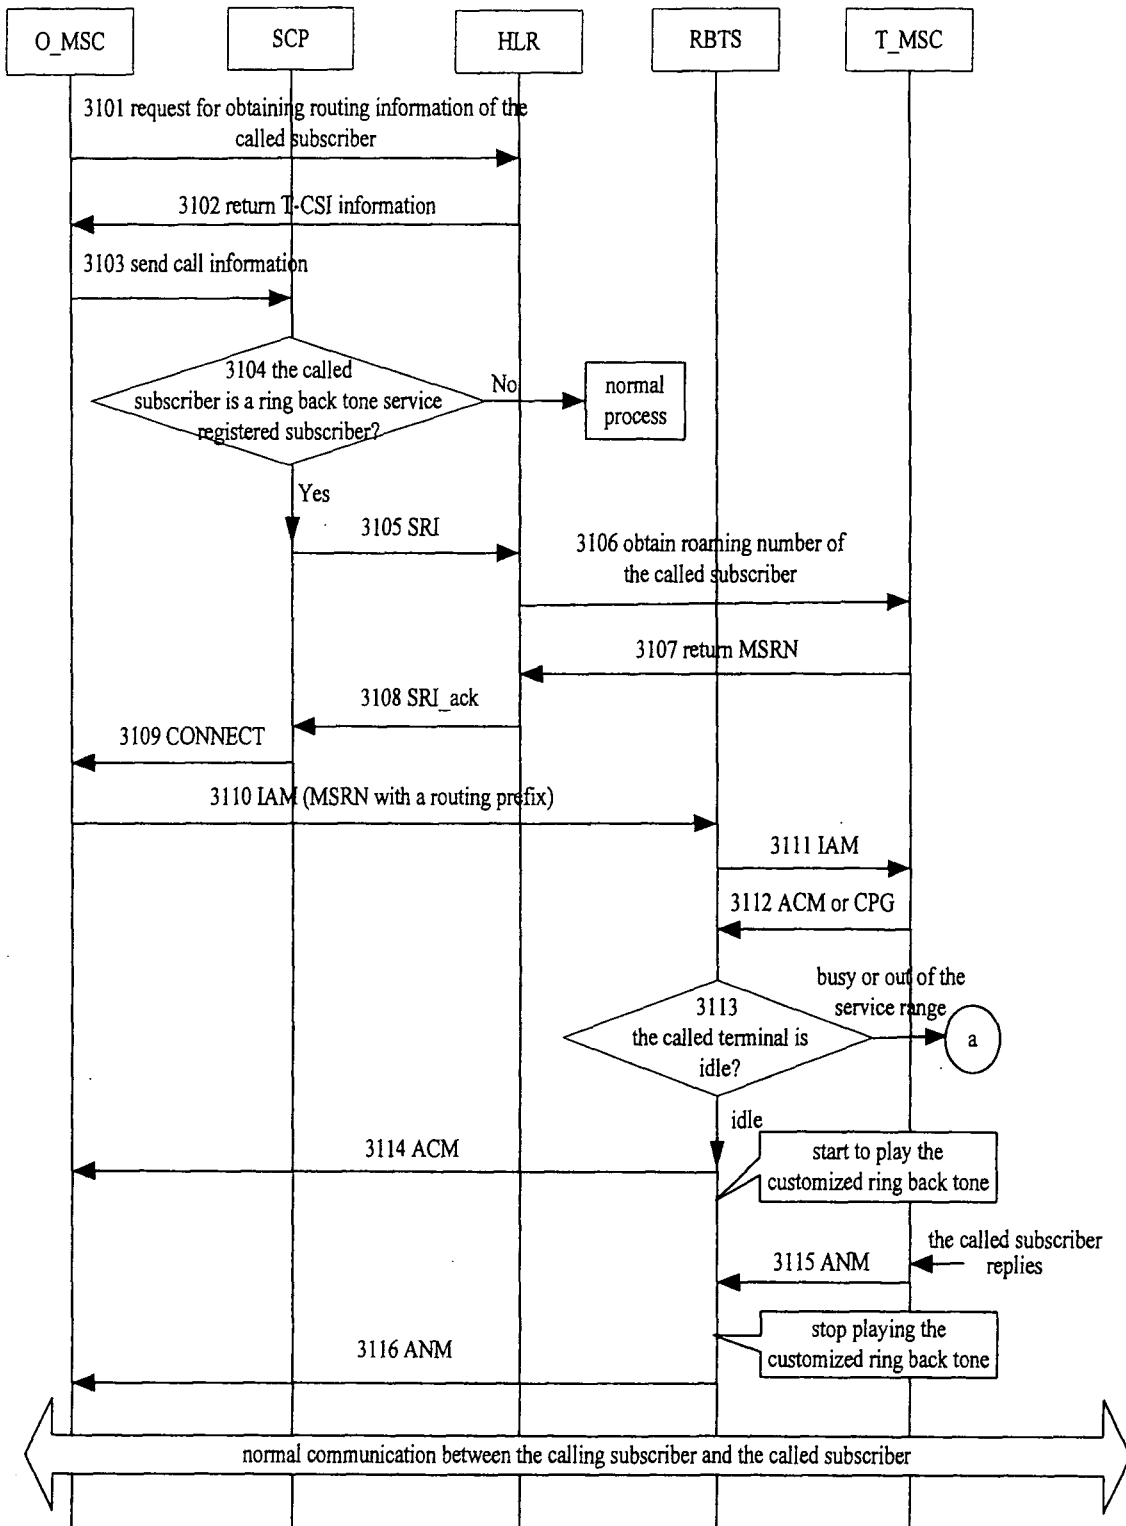 O_MSC
SCP
HLR
RBTS
T_MSC
3101 request for obtaining routing information of the
called subscriber
3102 return T-CSI information
3103 send call information
3104 the called
subscriber is a ring back tone service
registered subscriber?
No
normal
process
Yes
3105 SRI
3106 obtain roaming number of
the called subscriber
3107 return MSRN
3108 SRI_ack
3109 CONNECT
3110 IAM (MSRN with a routing prefix)
3111 IAM
3112 ACM or CPG
busy or out of the
service range
3113
the called terminal is
idle?
a
idle
3114 ACM
start to play the
customized ring back tone
the called subscriber
replies
3115 ANM
stop playing the
customized ring back tone
3116 ANM
normal communication between the calling subscriber and the called subscriber